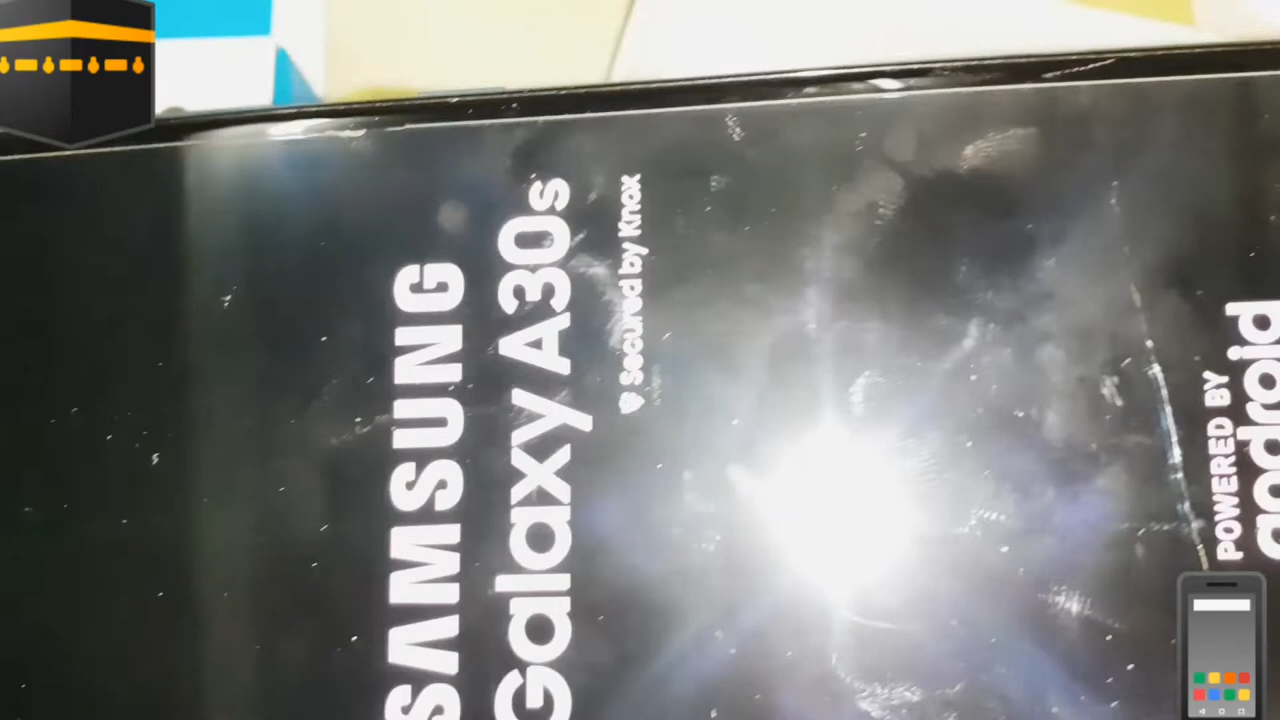 SAMSUNG
Galaxy A30s
Secured by Knox
POWERED BY
android